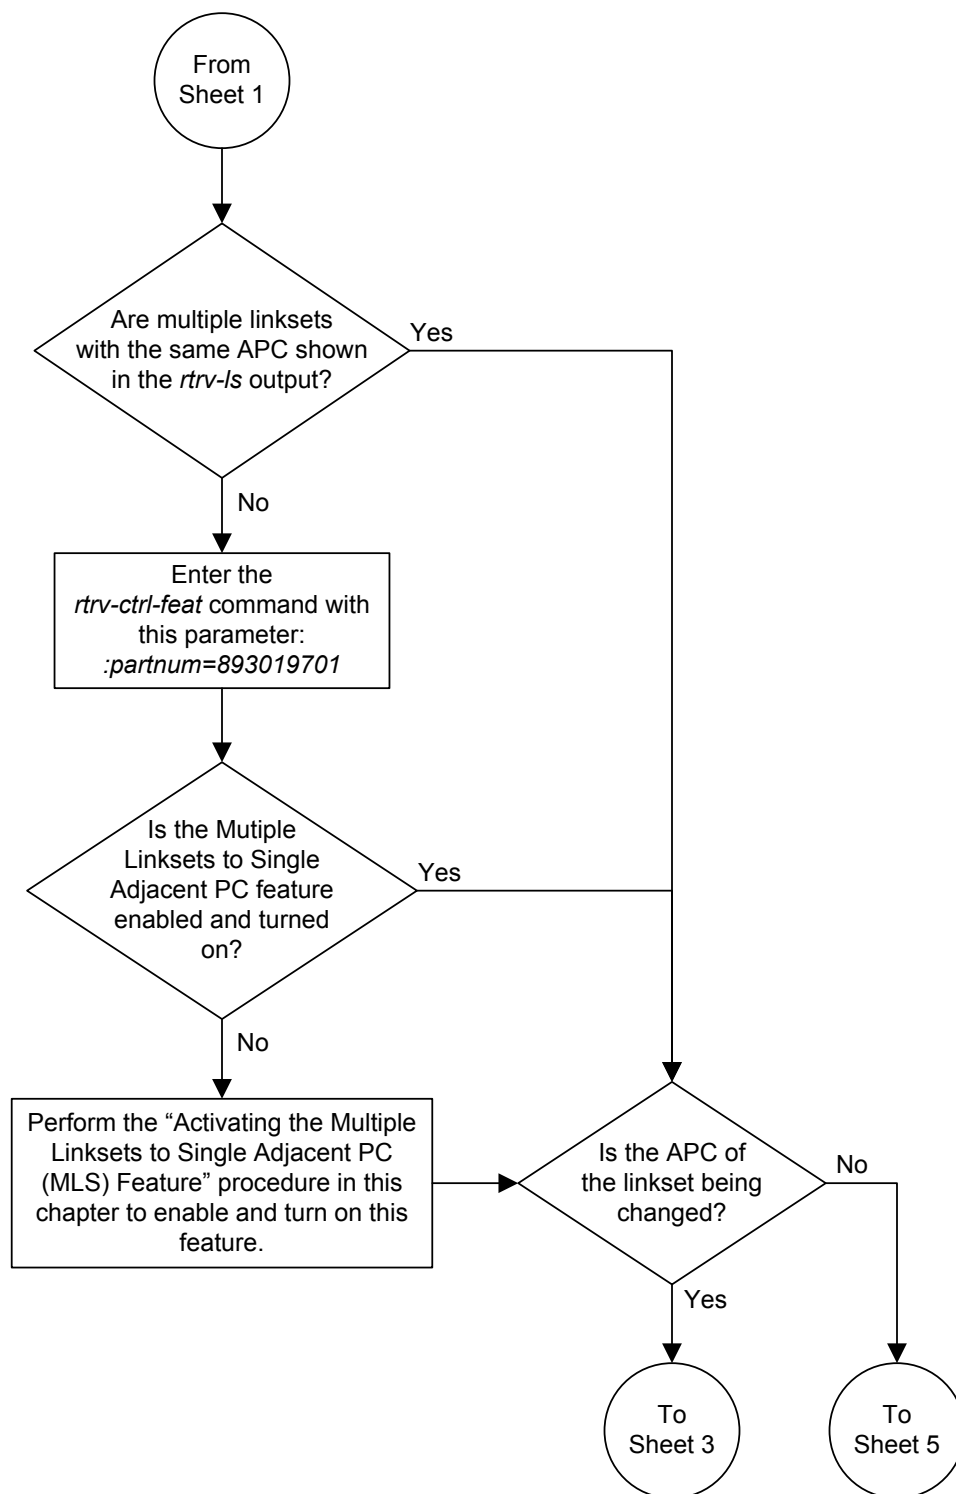 From
Sheet 1
Are multiple linksets
with the same APC shown
in the rtrv-ls output?
Yes
No
Enter the
rtrv-ctrl-feat command with
this parameter:
:partnum=893019701
Is the Mutiple
Linksets to Single
Adjacent PC feature
enabled and turned
on?
Yes
No
Perform the “Activating the Multiple
Linksets to Single Adjacent PC
(MLS) Feature” procedure in this
chapter to enable and turn on this
feature.
Is the APC of
the linkset being
changed?
No
Yes
To
Sheet 3
To
Sheet 5